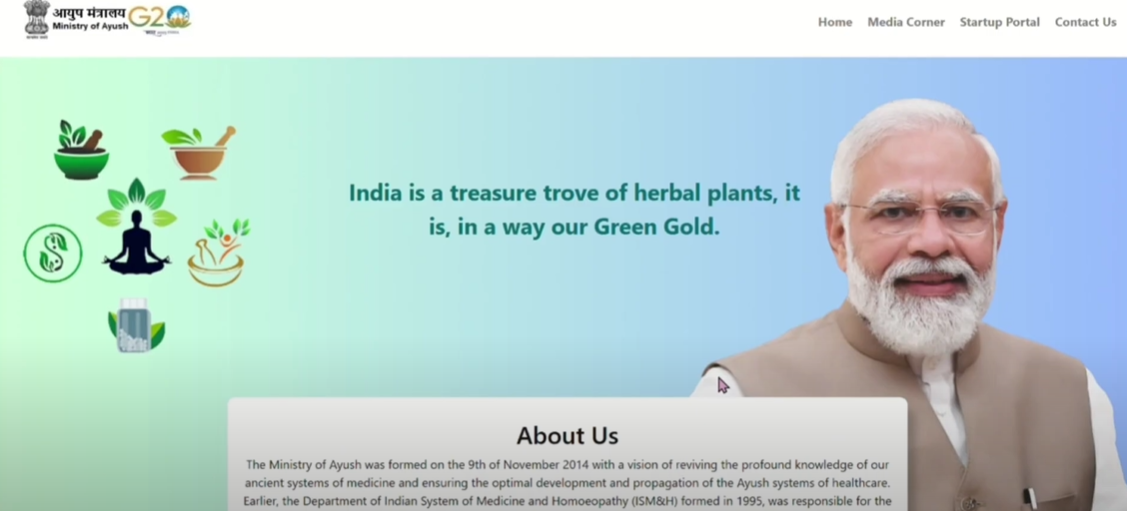 आयुष मंत्रालय
Ministry of Ayush
G20
Home Media Corner Startup Portal Contact Us
India is a treasure trove of herbal plants, it
is, in a way our Green Gold.
About Us
The Ministry of Ayush was formed on the 9th of November 2014 with a vision of reviving the profound knowledge of our
ancient systems of medicine and ensuring the optimal development and propagation of the Ayush systems of healthcare.
Earlier, the Department of Indian System of Medicine and Homoeopathy (ISM&H) formed in 1995, was responsible for the